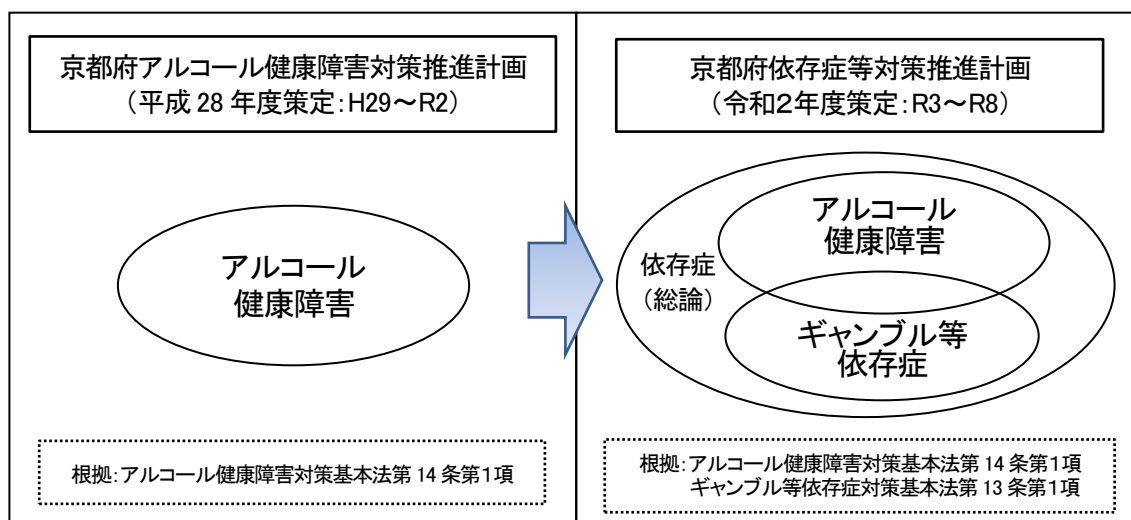 京都府アルコール健康障害対策推進計画
（平成 28 年度策定：H29～R2）
アルコール
健康障害
根拠：アルコール健康障害対策基本法第 14 条第１項
京都府依存症等対策推進計画
（令和２年度策定：R3～R8）
依存症
（総論）
アルコール
健康障害
ギャンブル等
依存症
根拠：アルコール健康障害対策基本法第 14 条第１項
ギャンブル等依存症対策基本法第 13 条第１項